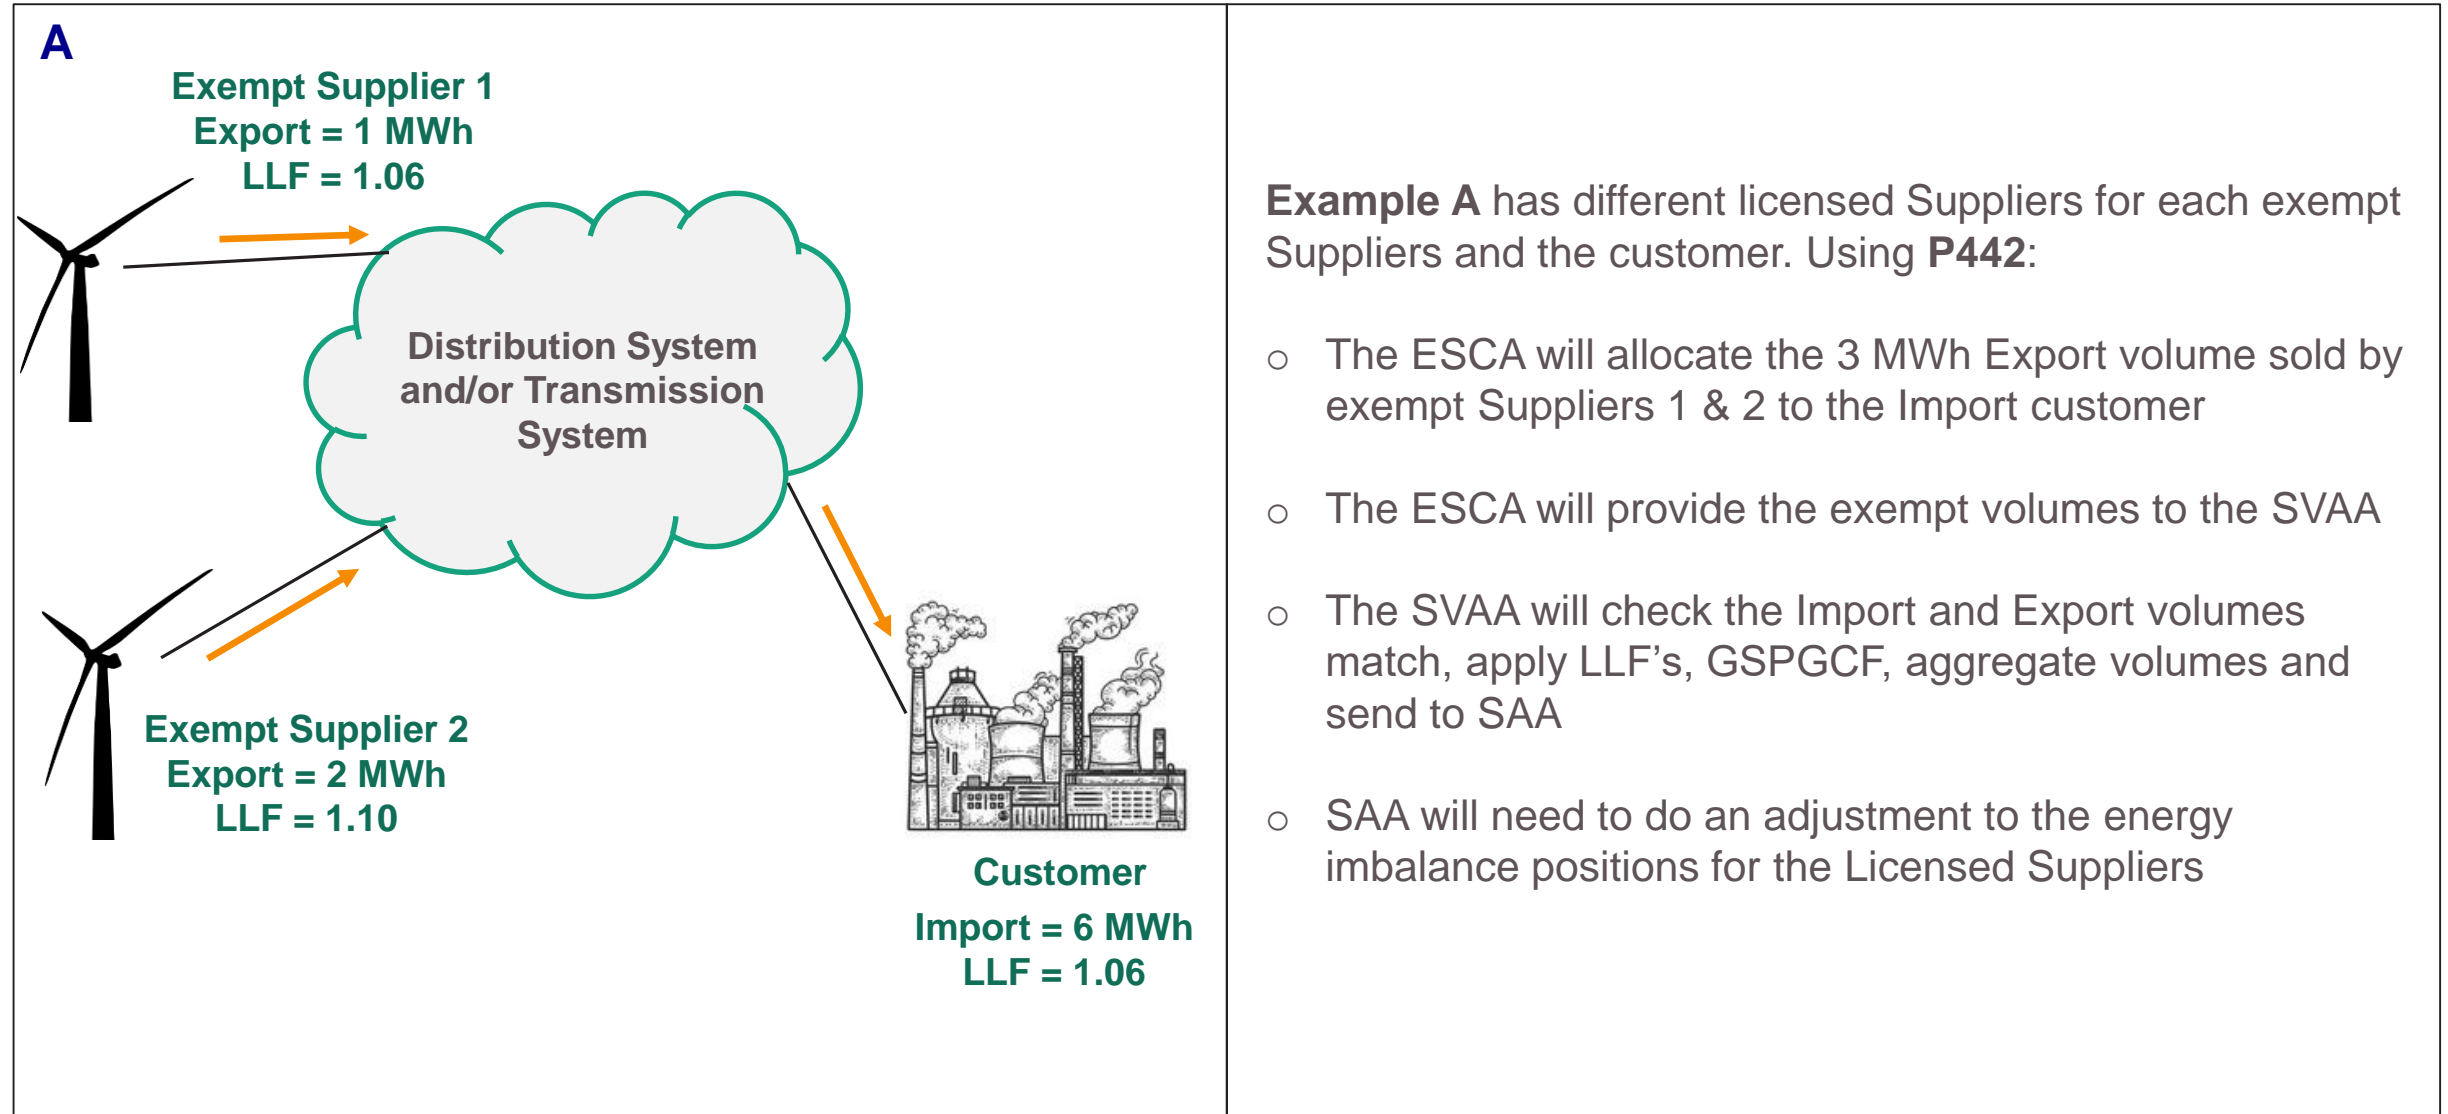 A
Exempt Supplier 1
Export = 1 MWh
LLF = 1.06
Distribution System
and/or Transmission
System
Exempt Supplier 2
Export = 2 MWh
LLF = 1.10
Customer
Import = 6 MWh
LLF = 1.06
Example A has different licensed Suppliers for each exempt
Suppliers and the customer. Using P442:
○ The ESCA will allocate the 3 MWh Export volume sold by
exempt Suppliers 1 & 2 to the Import customer
○ The ESCA will provide the exempt volumes to the SVAA
○ The SVAA will check the Import and Export volumes
match, apply LLF's, GSPGCF, aggregate volumes and
send to SAA
○ SAA will need to do an adjustment to the energy
imbalance positions for the Licensed Suppliers